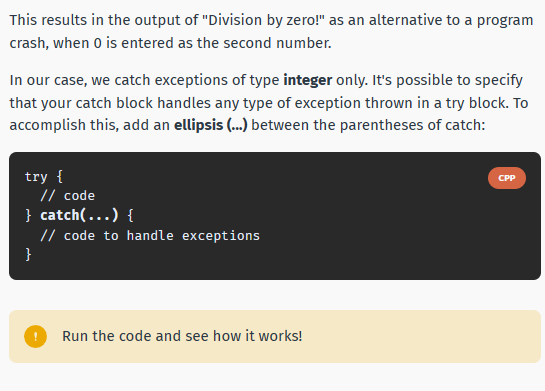 This results in the output of "Division by zero!" as an alternative to a program
crash, when 0 is entered as the second number.
In our case, we catch exceptions of type integer only. It's possible to specify
that your catch block handles any type of exception thrown in a try block. To
accomplish this, add an ellipsis (...) between the parentheses of catch:
try {
CPP
  // code
} catch(...) {
  // code to handle exceptions
}
! Run the code and see how it works!